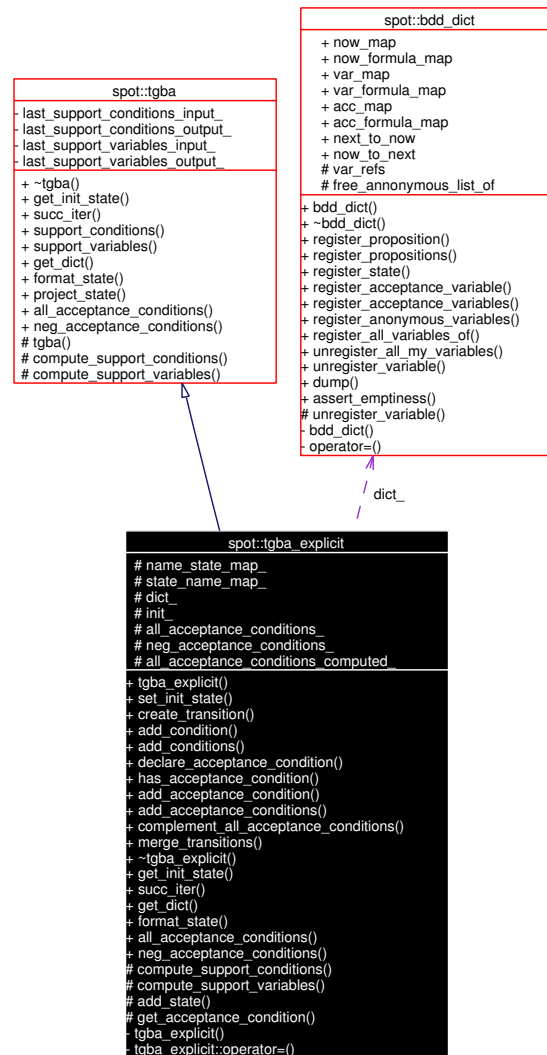 spot::bdd_dict
+ now_map
+ now_formula_map
+ var_map
+ var_formula_map
+ acc_map
+ acc_formula_map
+ next_to_now
+ now_to_next
# var_refs
# free_annonymous_list_of
+ bdd_dict()
+ ~bdd_dict()
+ register_proposition()
+ register_propositions()
+ register_state()
+ register_acceptance_variable()
+ register_acceptance_variables()
+ register_anonymous_variables()
+ register_all_variables_of()
+ unregister_all_my_variables()
+ unregister_variable()
+ dump()
+ assert_emptiness()
# unregister_variable()
- bdd_dict()
- operator=()
spot::tgba
- last_support_conditions_input_
- last_support_conditions_output_
- last_support_variables_input_
- last_support_variables_output_
+ ~tgba()
+ get_init_state()
+ succ_iter()
+ support_conditions()
+ support_variables()
+ get_dict()
+ format_state()
+ project_state()
+ all_acceptance_conditions()
+ neg_acceptance_conditions()
# tgba()
# compute_support_conditions()
# compute_support_variables()
dict_
spot::tgba_explicit
# name_state_map_
# state_name_map_
# dict_
# init_
# all_acceptance_conditions_
# neg_acceptance_conditions_
# all_acceptance_conditions_computed_
+ tgba_explicit()
+ set_init_state()
+ create_transition()
+ add_condition()
+ add_conditions()
+ declare_acceptance_condition()
+ has_acceptance_condition()
+ add_acceptance_condition()
+ add_acceptance_conditions()
+ complement_all_acceptance_conditions()
+ merge_transitions()
+ ~tgba_explicit()
+ get_init_state()
+ succ_iter()
+ get_dict()
+ format_state()
+ all_acceptance_conditions()
+ neg_acceptance_conditions()
# compute_support_conditions()
# compute_support_variables()
# add_state()
# get_acceptance_condition()
- tgba_explicit()
- tgba_explicit::operator=()